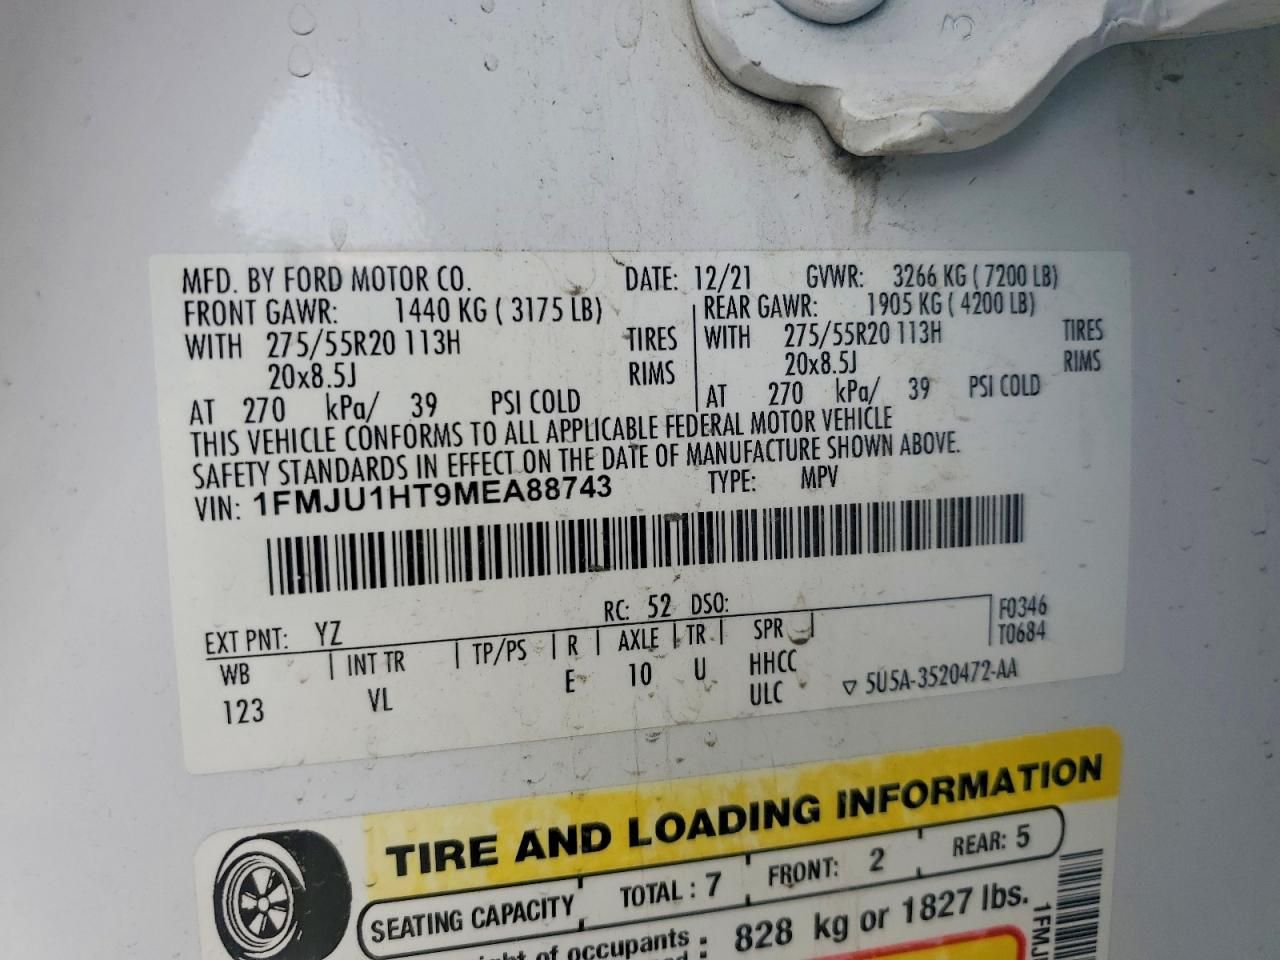 3
MFD. BY FORD MOTOR CO. DATE: 12/21 GVWR: 3266 KG ( 7200 LB)
FRONT GAWR: 1440 KG ( 3175 LB) REAR GAWR: 1905 KG ( 4200 LB)
WITH 275/55R20 113H TIRES WITH 275/55R20 113H TIRES
20x8.5J RIMS 20x8.5J RIMS
AT 270 kPa/ 39 PSI COLD AT 270 kPa/ 39 PSI COLD
THIS VEHICLE CONFORMS TO ALL APPLICABLE FEDERAL MOTOR VEHICLE
SAFETY STANDARDS IN EFFECT ON THE DATE OF MANUFACTURE SHOWN ABOVE.
VIN: 1FMJU1HT9MEA88743 TYPE: MPV
EXT PNT: YZ RC: 52 DSO: F0346
T0684
WB INT TR TP/PS R AXLE TR SPR
123 VL E 10 U HHCC
ULC ▽ 5U5A-3520472-AA
TIRE AND LOADING INFORMATION
SEATING CAPACITY TOTAL : 7 FRONT: 2 REAR: 5
of occupants : 828 kg or 1827 lbs.
1FMJ